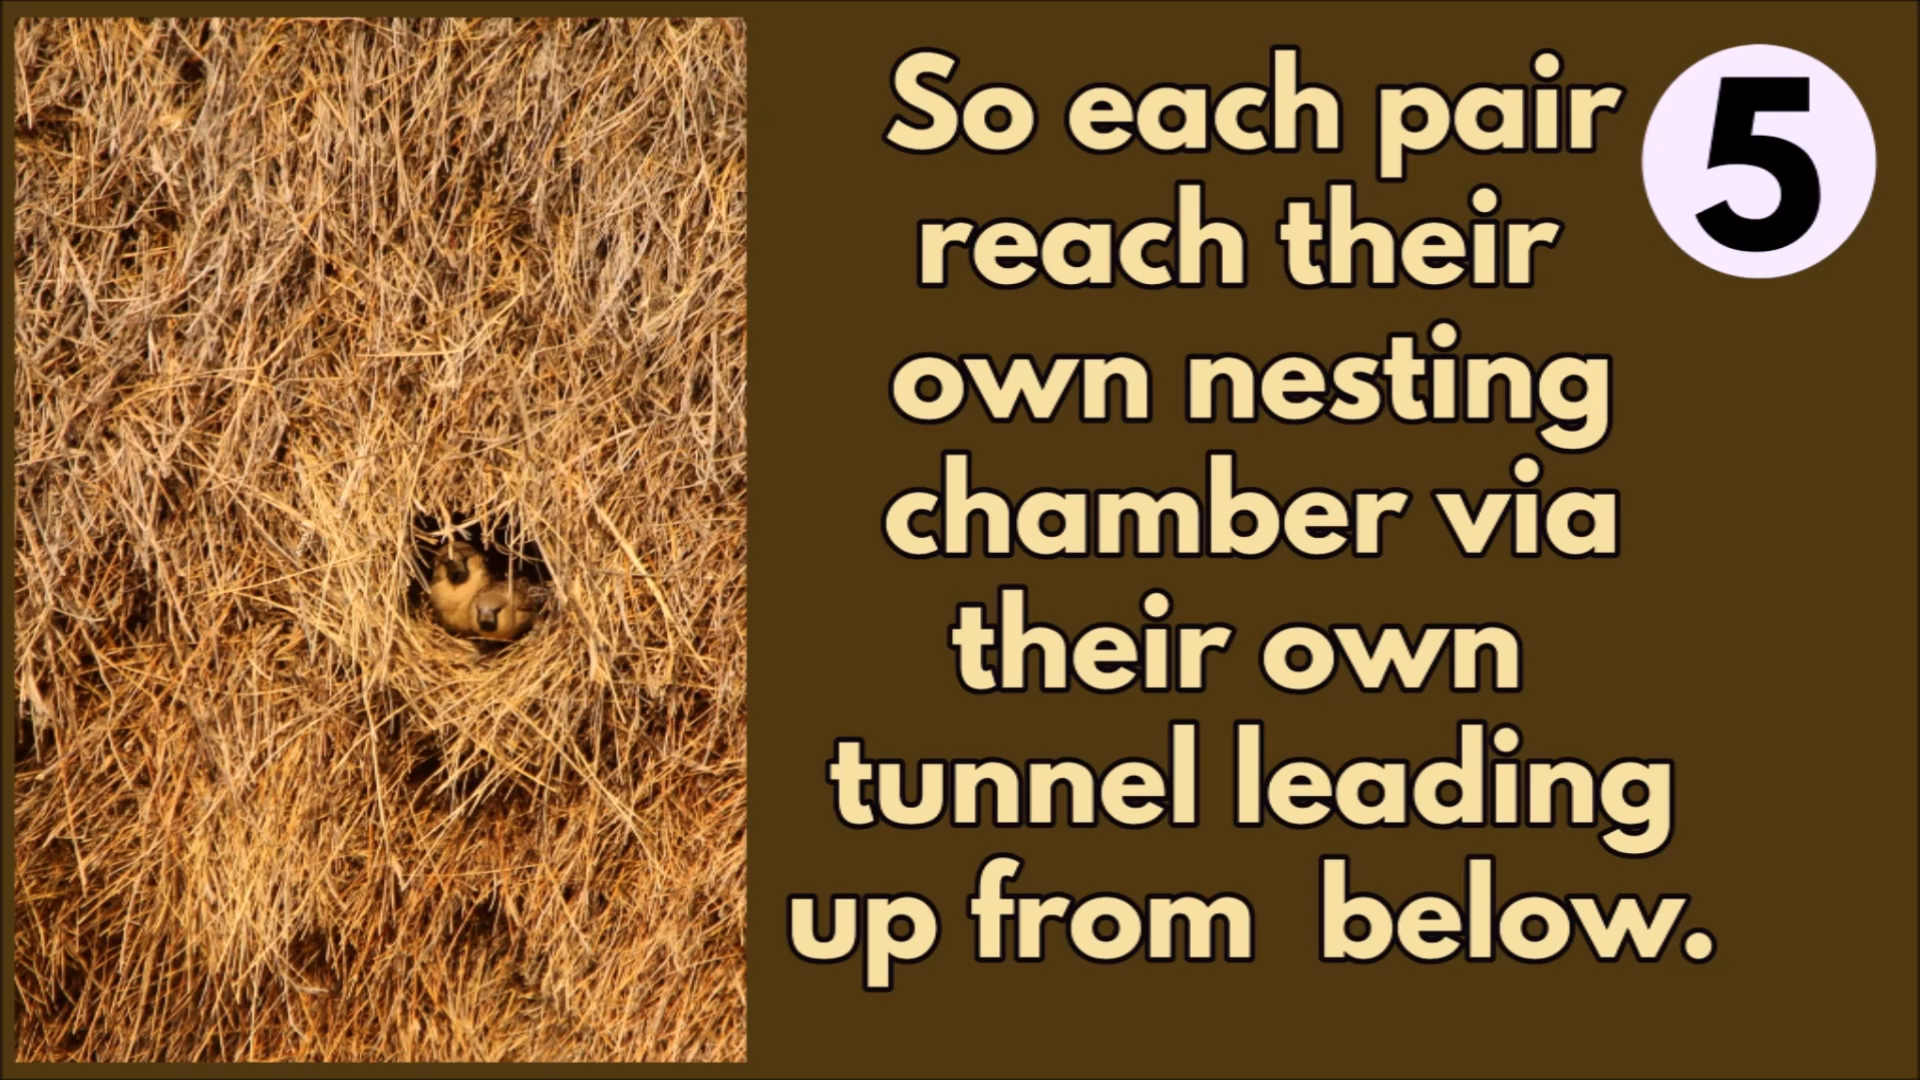 So each pair
reach their
own nesting
chamber via
their own
tunnel leading
up from  below.
5